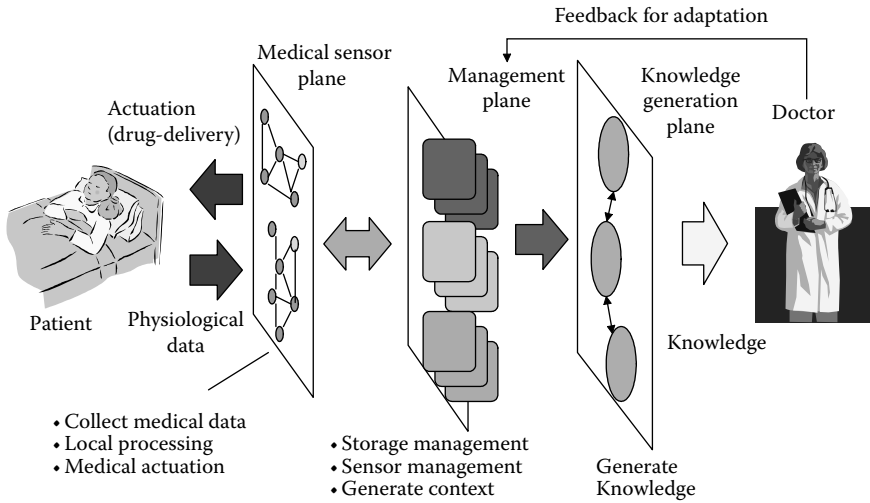 Feedback for adaptation
Medical sensor
plane
Management
plane
Knowledge
generation
plane
Doctor
Actuation
(drug-delivery)
Patient
Physiological
data
Knowledge
• Collect medical data
• Local processing
• Medical actuation
• Storage management
• Sensor management
• Generate context
Generate
Knowledge